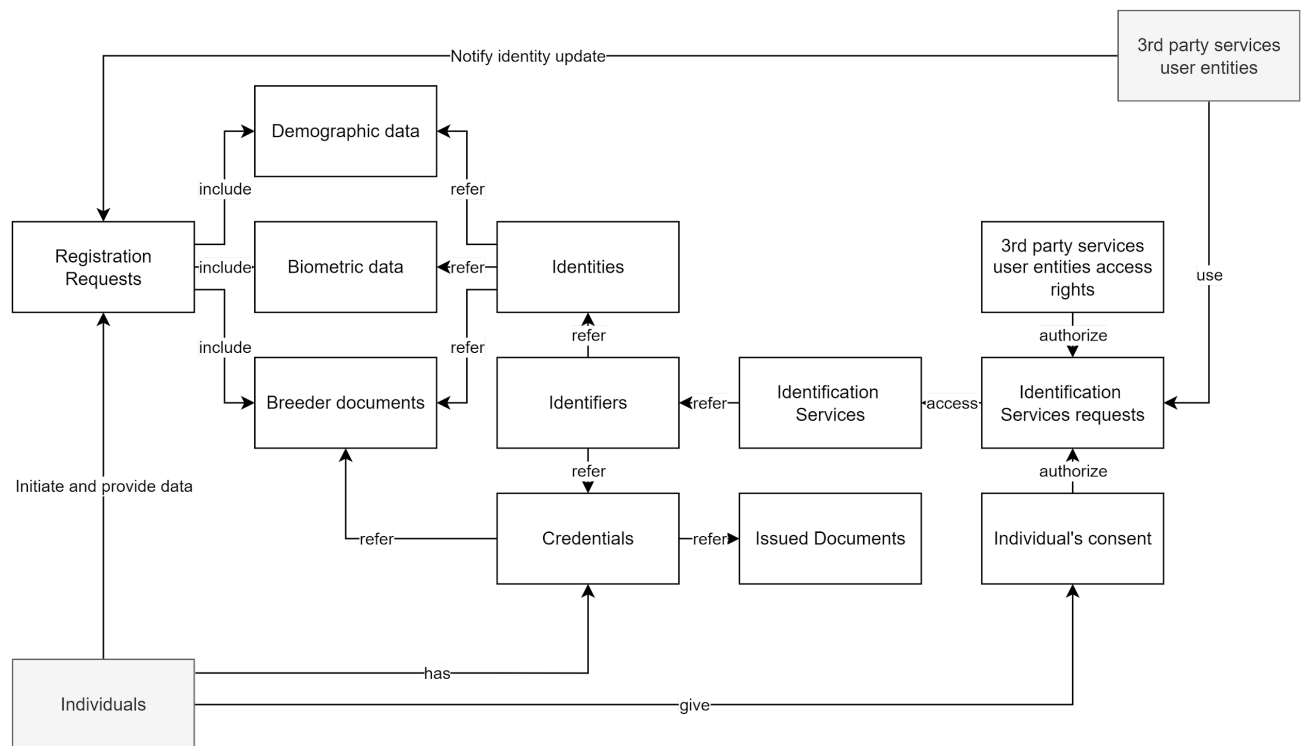 3rd party services
user entities
Notify identity update
Demographic data
include
refer
Registration
Requests
include
Biometric data
refer
Identities
3rd party services
user entities access
rights
use
include
refer
refer
authorize
Breeder documents
Identifiers
refer
Identification
Services
access
Identification
Services requests
Initiate and provide data
refer
authorize
refer
Credentials
refer
Issued Documents
Individual's consent
Individuals
has
give